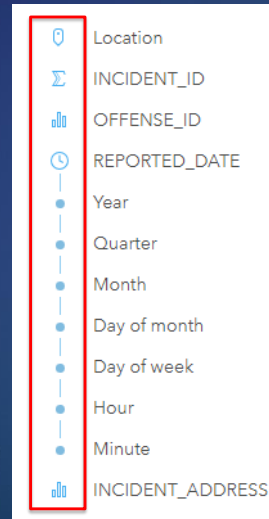 Location
INCIDENT_ID
OFFENSE_ID
REPORTED_DATE
Year
Quarter
Month
Day of month
Day of week
Hour
Minute
INCIDENT_ADDRESS